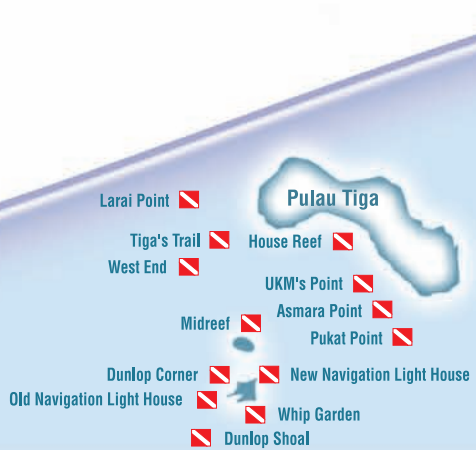 Larai Point
Pulau Tiga
Tiga's Trail
House Reef
West End
UKM's Point
Asmara Point
Midreef
Pukat Point
Dunlop Corner
New Navigation Light House
Old Navigation Light House
Whip Garden
Dunlop Shoal